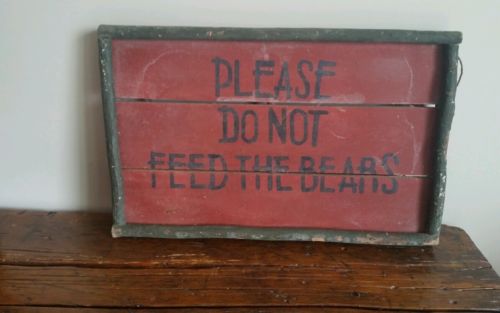 PLEASE
DO NOT
FEED THE BEARS